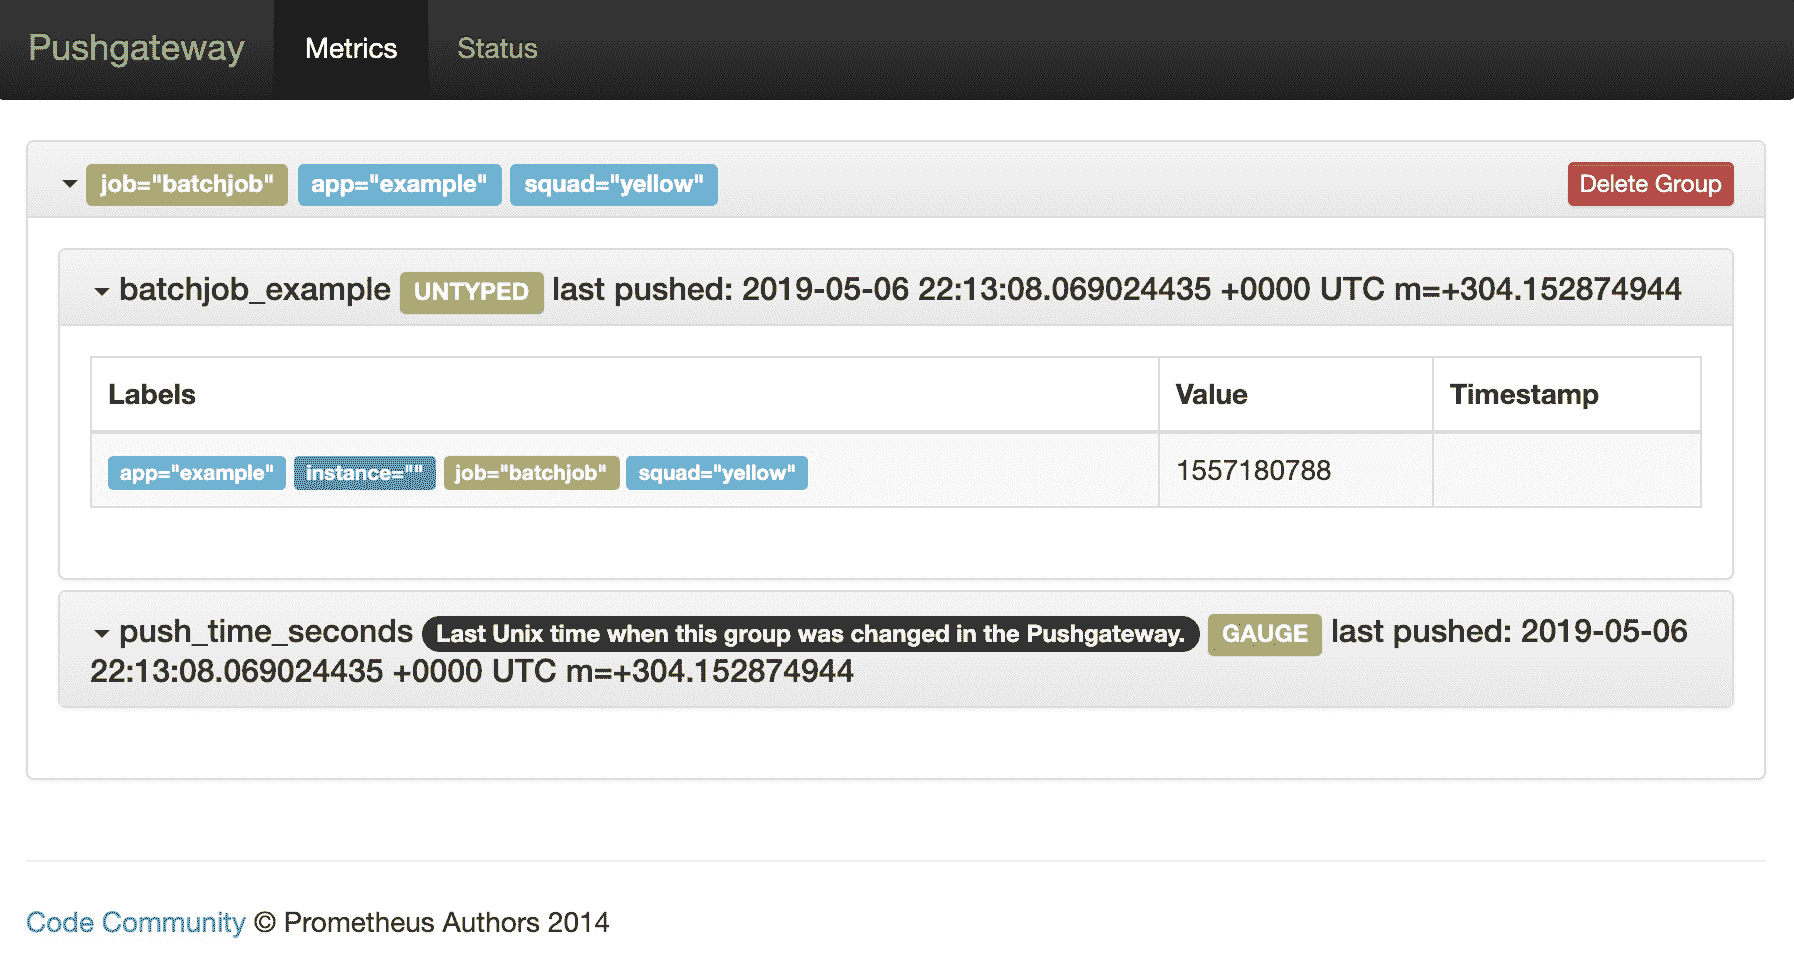 Pushgateway Metrics Status
job="batchjob" app="example" squad="yellow" Delete Group
batchjob_example UNTYPED last pushed: 2019-05-06 22:13:08.069024435 +0000 UTC m=+304.152874944
Labels Value Timestamp
app="example" instance="" job="batchjob" squad="yellow" 1557180788
push_time_seconds Last Unix time when this group was changed in the Pushgateway. GAUGE last pushed: 2019-05-06
22:13:08.069024435 +0000 UTC m=+304.152874944
Code Community © Prometheus Authors 2014